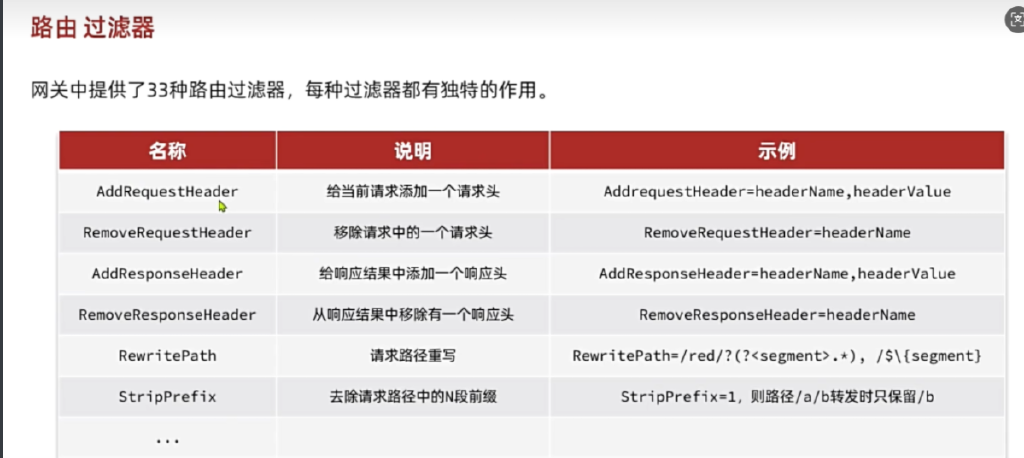 路由 过滤器
网关中提供了33种路由过滤器，每种过滤器都有独特的作用。
名称 说明 示例
AddRequestHeader 给当前请求添加一个请求头 AddrequestHeader=headerName,headerValue
RemoveRequestHeader 移除请求中的一个请求头 RemoveRequestHeader=headerName
AddResponseHeader 给响应结果中添加一个响应头 AddResponseHeader=headerName,headerValue
RemoveResponseHeader 从响应结果中移除有一个响应头 RemoveResponseHeader=headerName
RewritePath 请求路径重写 RewritePath=/red/?(?<segment>.*), /$\{segment}
StripPrefix 去除请求路径中的N段前缀 StripPrefix=1，则路径/a/b转发时只保留/b
...